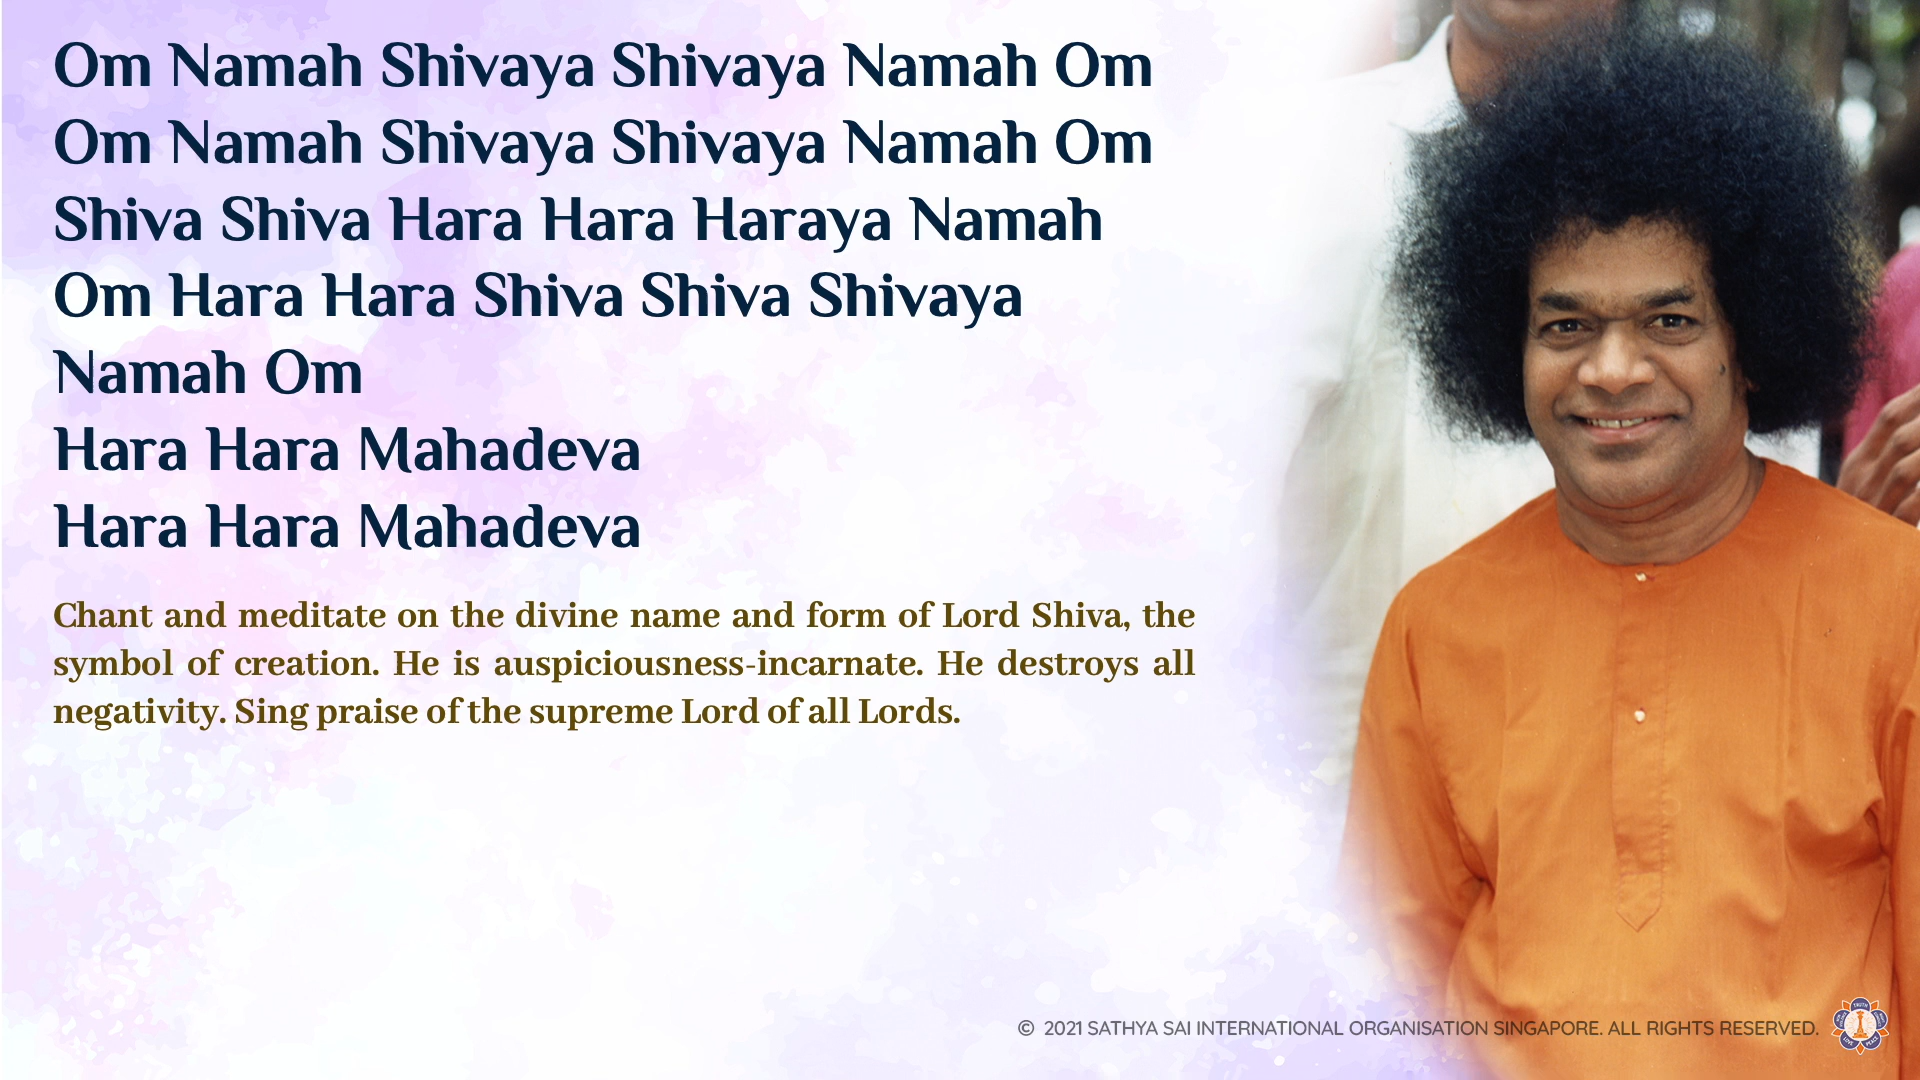 Om Namah Shivaya Shivaya Namah Om
Om Namah Shivaya Shivaya Namah Om
Shiva Shiva Hara Hara Haraya Namah
Om Hara Hara Shiva Shiva Shivaya
Namah Om
Hara Hara Mahadeva
Hara Hara Mahadeva
Chant and meditate on the divine name and form of Lord Shiva, the
symbol of creation. He is auspiciousness-incarnate. He destroys all
negativity. Sing praise of the supreme Lord of all Lords.
© 2021 SATHYA SAI INTERNATIONAL ORGANISATION SINGAPORE. ALL RIGHTS RESERVED.
TRUTH
LOVE
PEACE